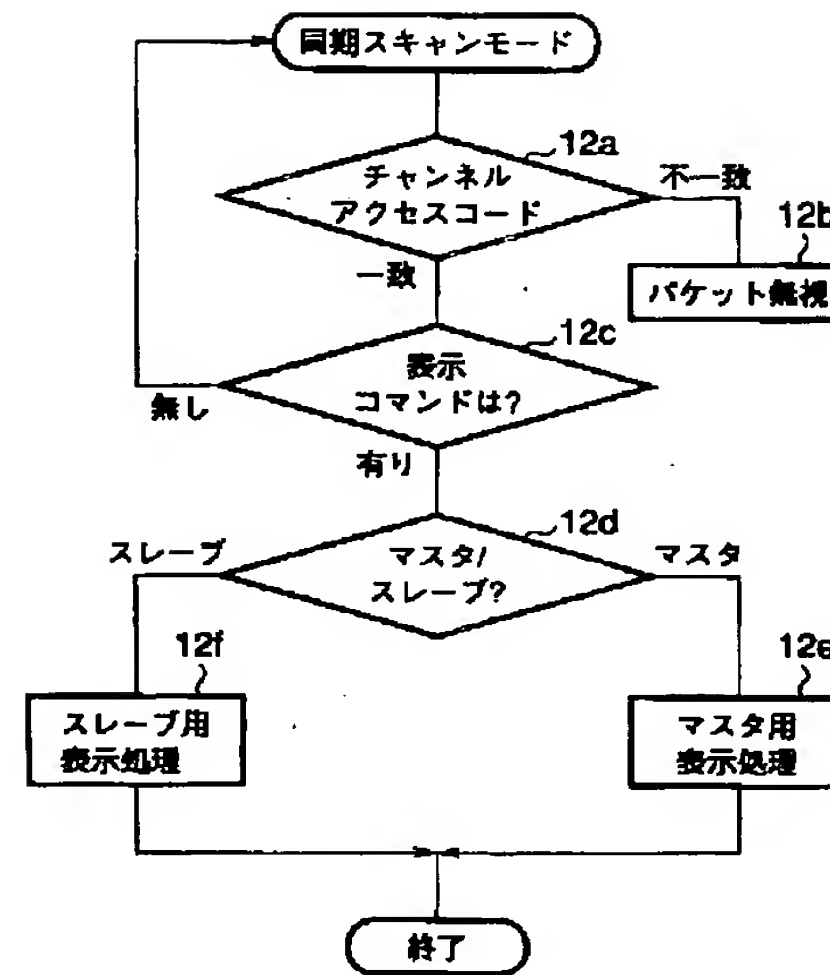 同期スキャンモード
12a
チャンネル
アクセスコード
不一致
12b
パケット無視
一致
12c
表示
コマンドは?
無し
有り
12d
スレーブ
マスタ/
スレーブ?
マスタ
12f
12e
スレーブ用
表示処理
マスタ用
表示処理
終了